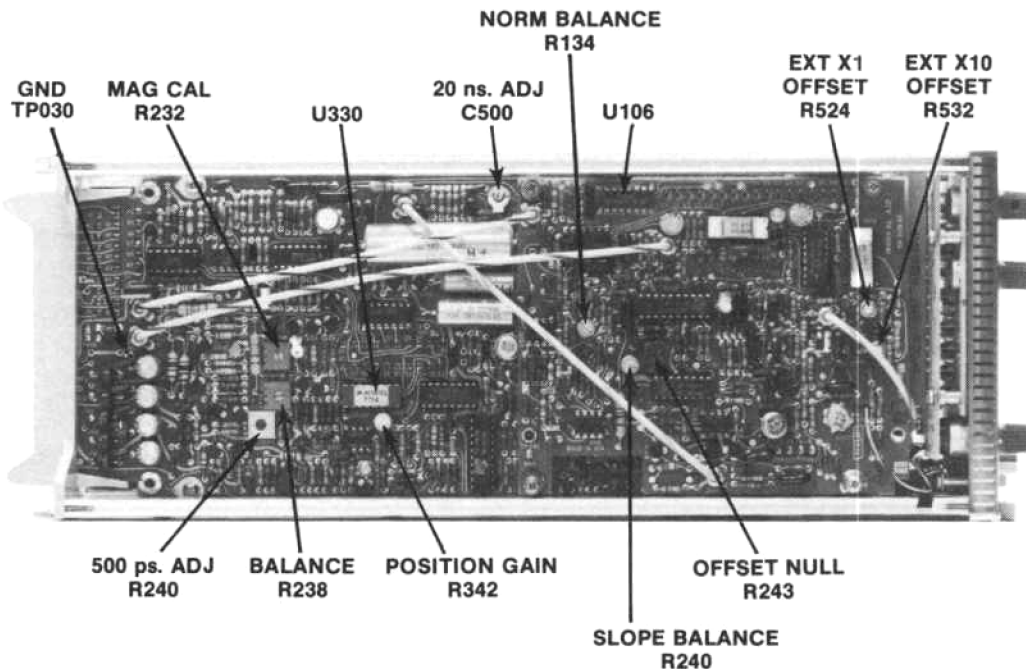 NORM BALANCE
R134
GND
TP030
MAG CAL
R232
U330
20 ns. ADJ
C500
U106
EXT X1
OFFSET
R524
EXT X10
OFFSET
R532
500 ps. ADJ
R240
BALANCE
R238
POSITION GAIN
R342
OFFSET NULL
R243
SLOPE BALANCE
R240